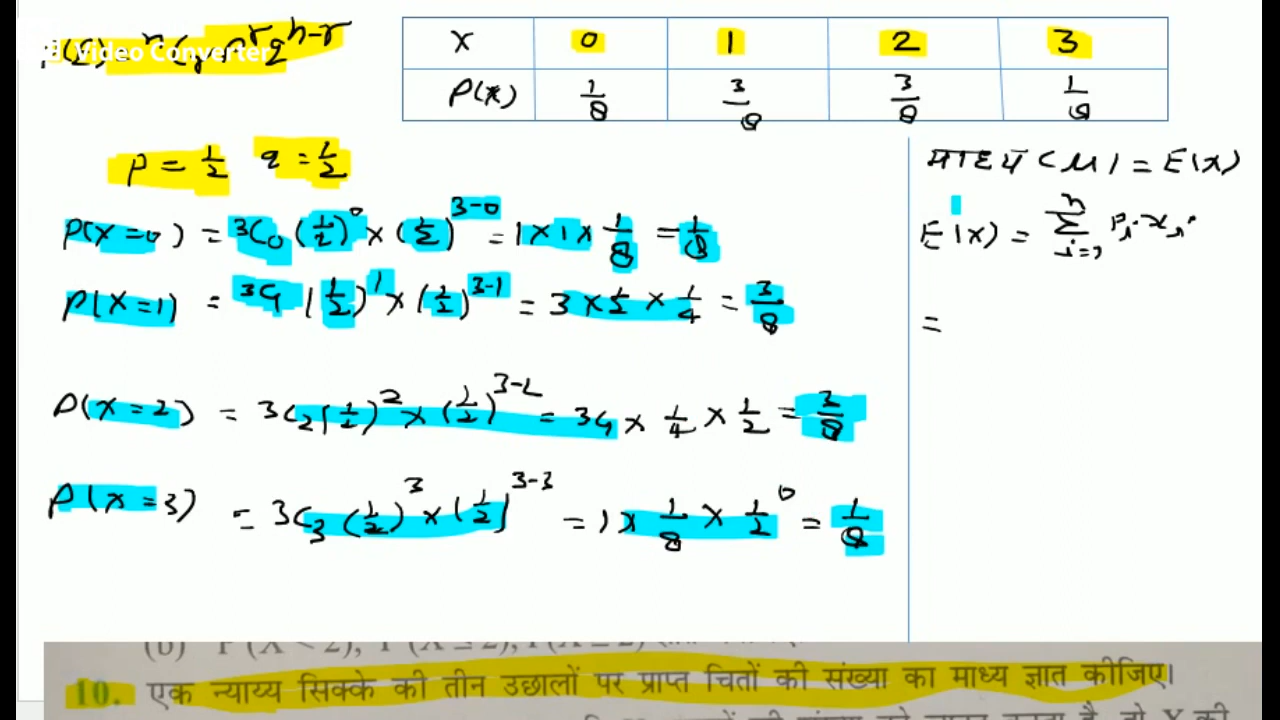 Video Converter
P(E) = nCr p^r q^n-r
X 0 1 2 3
P(X) 1/8 3/8 3/8 1/8
p = 1/2 q = 1/2
माध्य (μ) = E(X)
P(X=0) = 3C0 (1/2)^0 × (1/2)^3-0 = 1 × 1 × 1/8 = 1/8
E(X) = Σ^n i=1 Pi xi
P(X=1) = 3C1 (1/2)^1 × (1/2)^3-1 = 3 × 1/2 × 1/4 = 3/8
=
P(X=2) = 3C2 (1/2)^2 × (1/2)^3-2 = 3C1 × 1/4 × 1/2 = 3/8
P(X=3) = 3C3 (1/2)^3 × (1/2)^3-3 = 1 × 1/8 × 1/2^0 = 1/8
10. एक न्याय्य सिक्के की तीन उछालों पर प्राप्त चितों की संख्या का माध्य ज्ञात कीजिए।